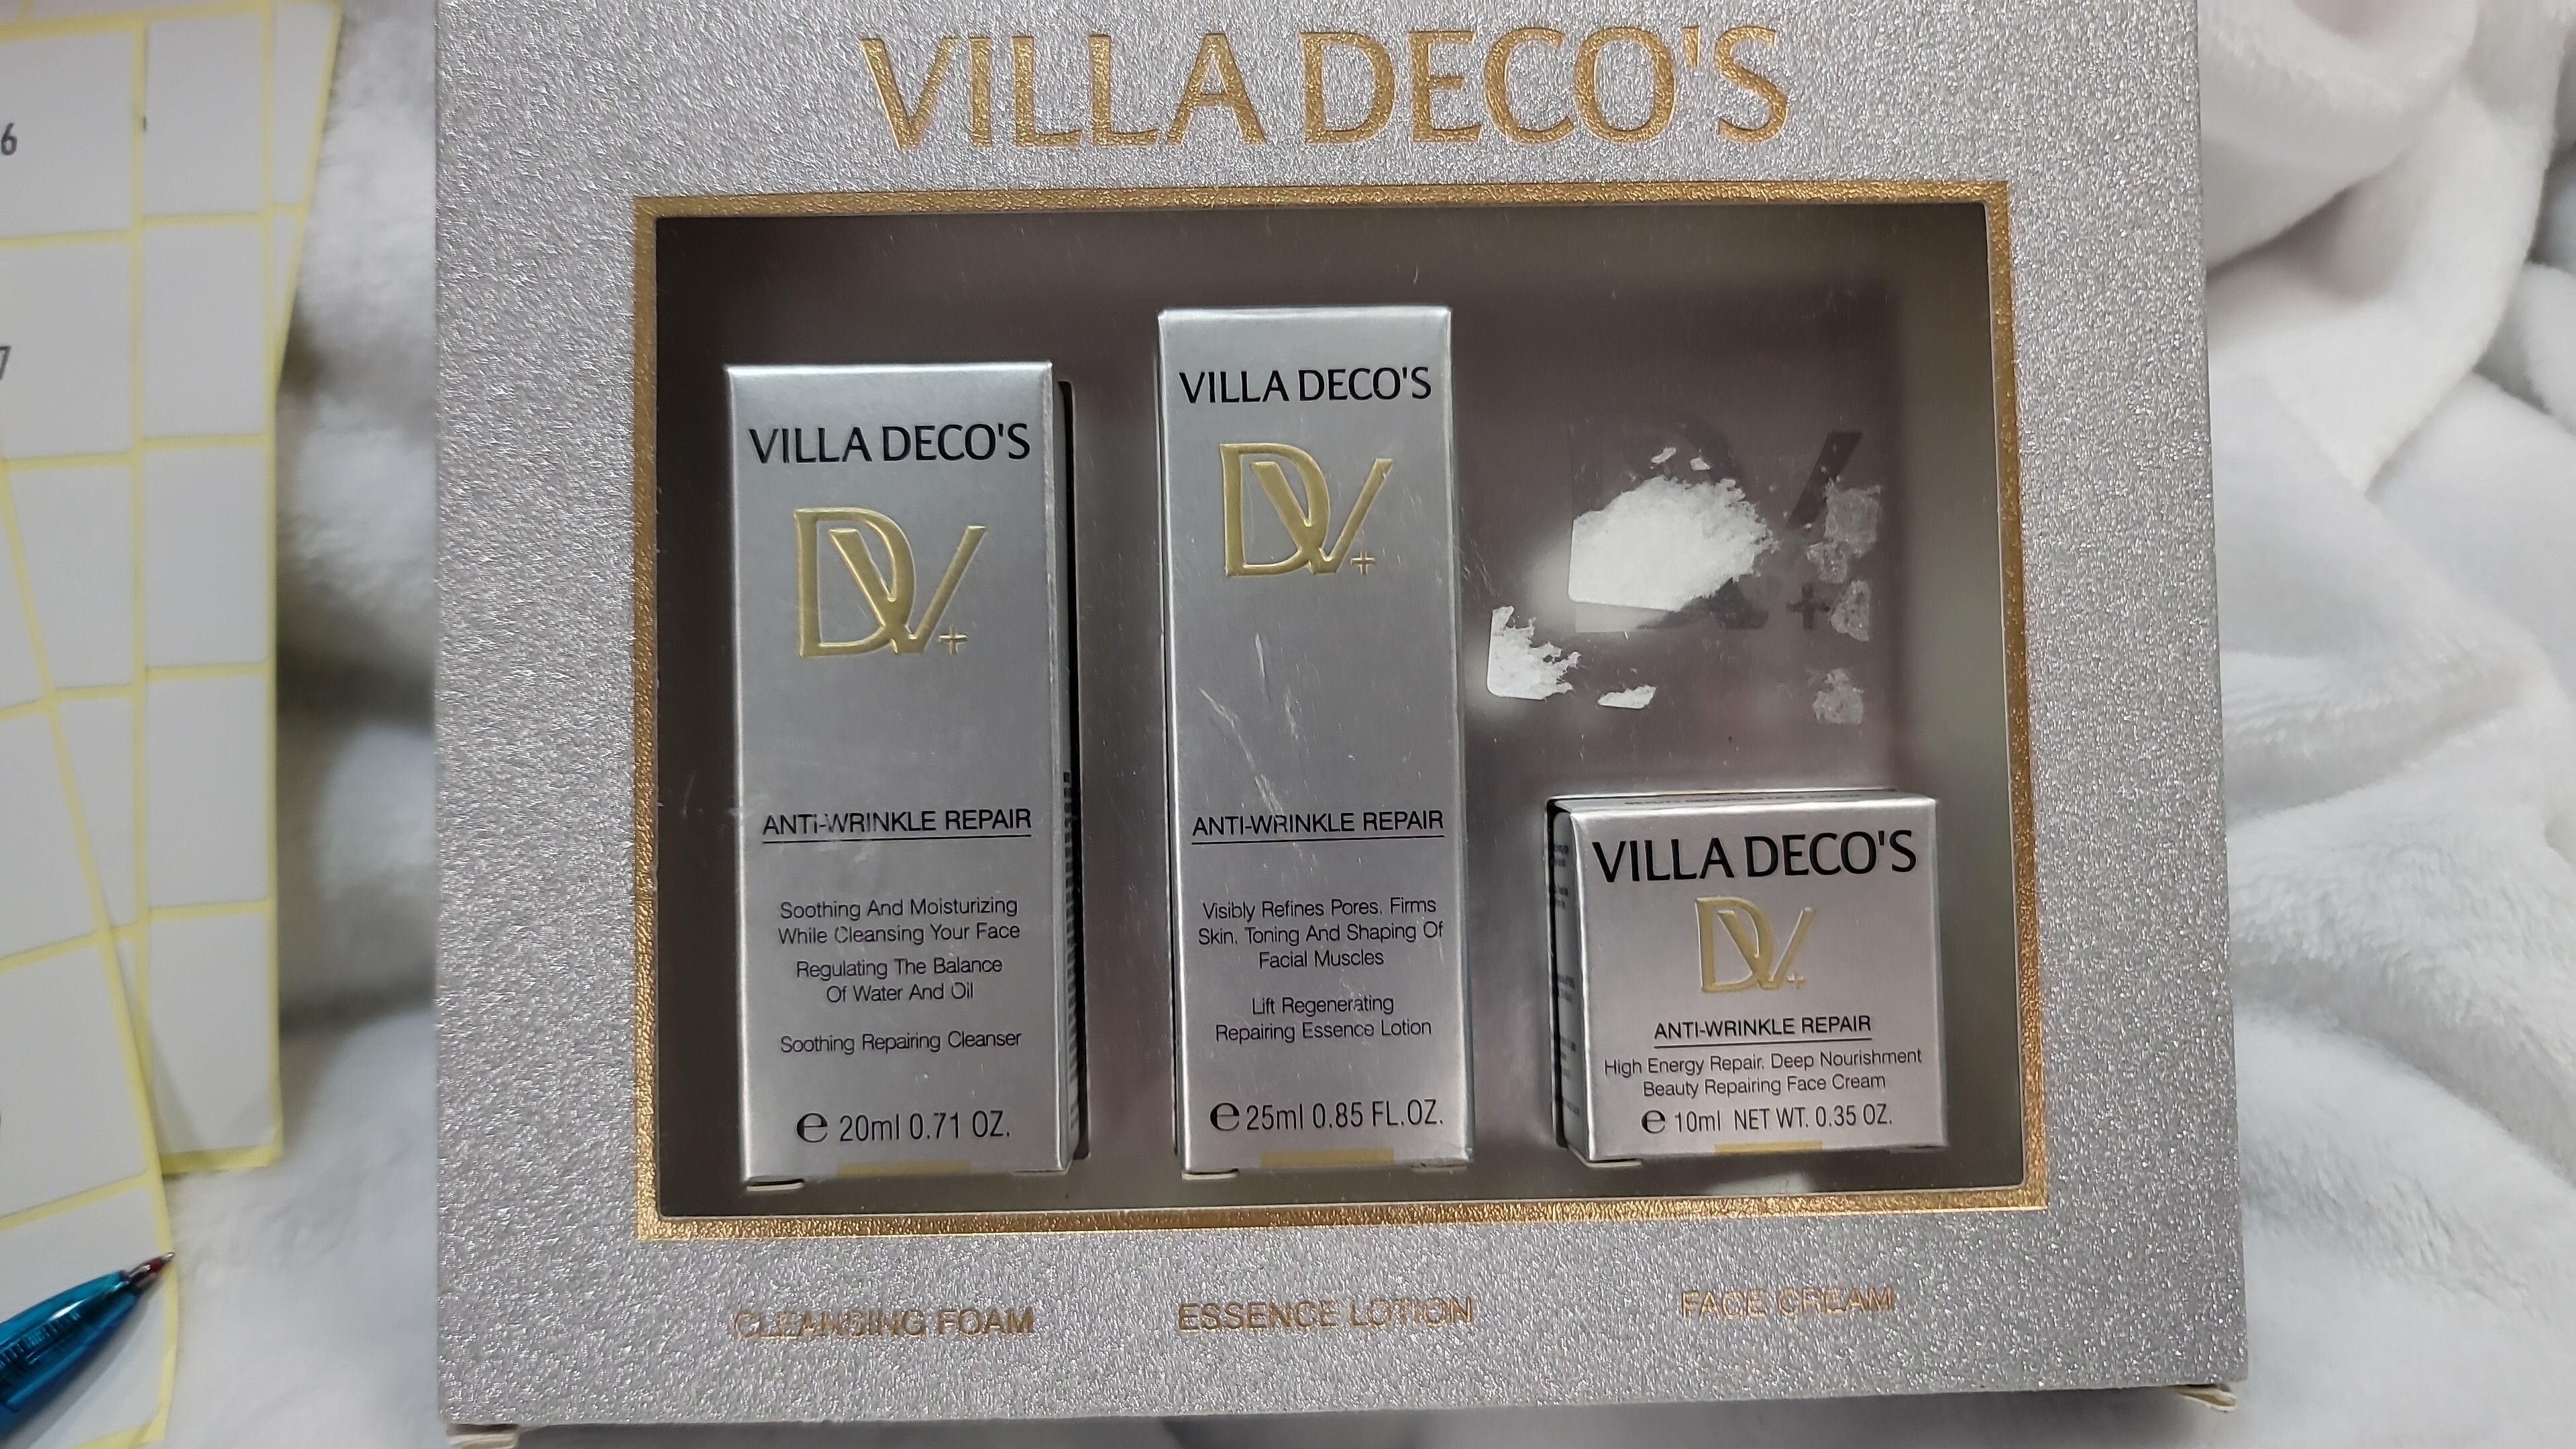 VILLA DECO'S
VILLA DECO'S
DV+
ANTI-WRINKLE REPAIR
Soothing And Moisturizing
While Cleansing Your Face
Regulating The Balance
Of Water And Oil
Soothing Repairing Cleanser
e 20ml 0.71 OZ.
VILLA DECO'S
DV+
ANTI-WRINKLE REPAIR
Visibly Refines Pores, Firms
Skin, Toning And Shaping Of
Facial Muscles
Lift Regenerating
Repairing Essence Lotion
e 25ml 0.85 FL.OZ.
VILLA DECO'S
DV+
ANTI-WRINKLE REPAIR
High Energy Repair, Deep Nourishment
Beauty Repairing Face Cream
e 10ml NET WT. 0.35 OZ.
CLEANSING FOAM
ESSENCE LOTION
FACE CREAM
6
7